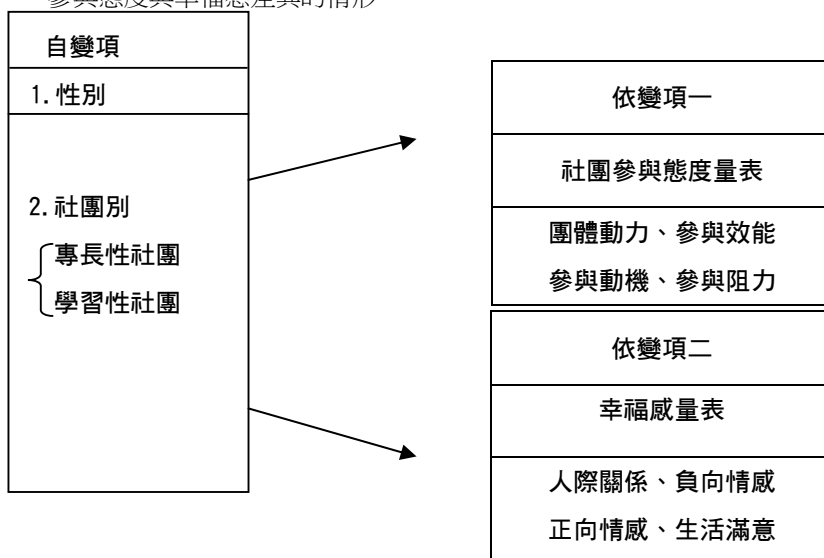 參與態度與幸福感差異的情形
自變項
1.性別
2.社團別
專長性社團
學習性社團
依變項一
社團參與態度量表
團體動力、參與效能
參與動機、參與阻力
依變項二
幸福感量表
人際關係、負向情感
正向情感、生活滿意